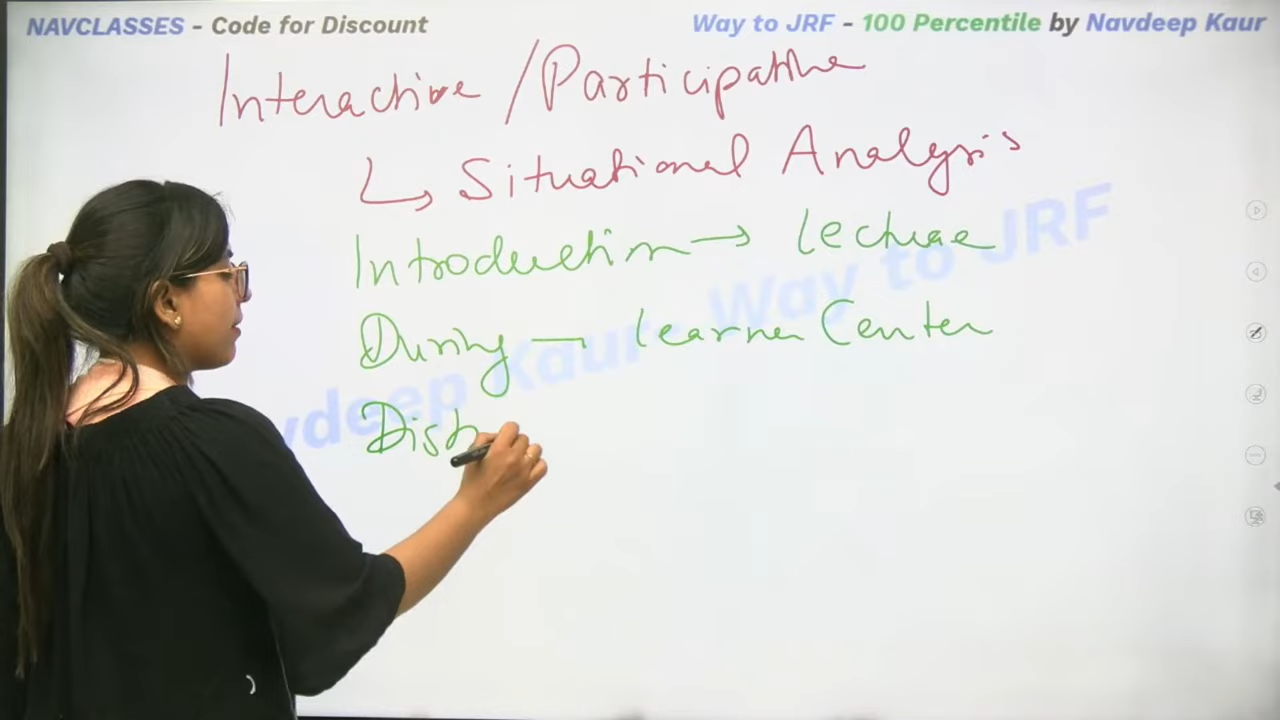 NAVCLASSES - Code for Discount
Way to JRF - 100 Percentile by Navdeep Kaur
Interactive / Participative
↳ Situational Analysis
Introduction → Lecture
During — learner Center